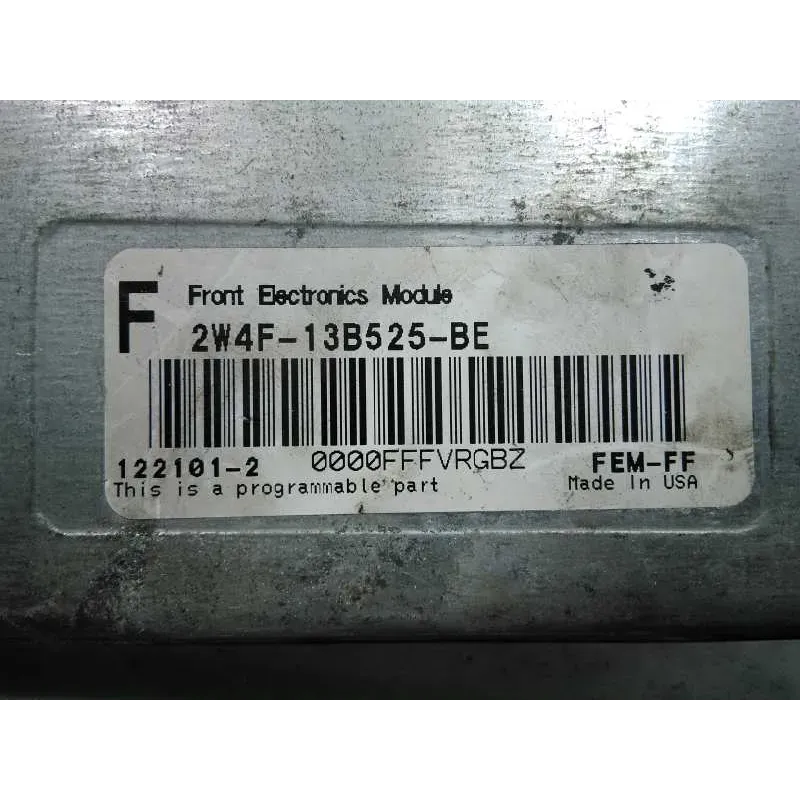 F Front Electronics Module
2W4F-13B525-BE
122101-2 0000FFFVRGBZ FEM-FF
This is a programmable part Made In USA